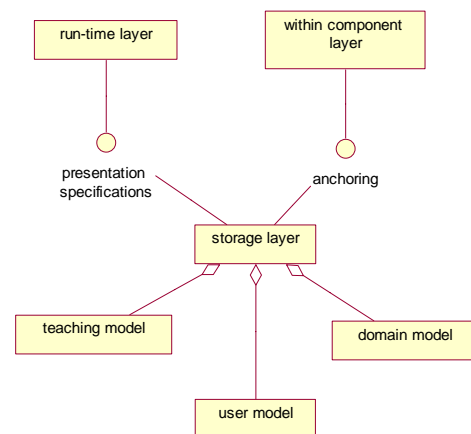 run-time layer
within component
layer
presentation
specifications
anchoring
storage layer
teaching model
domain model
user model